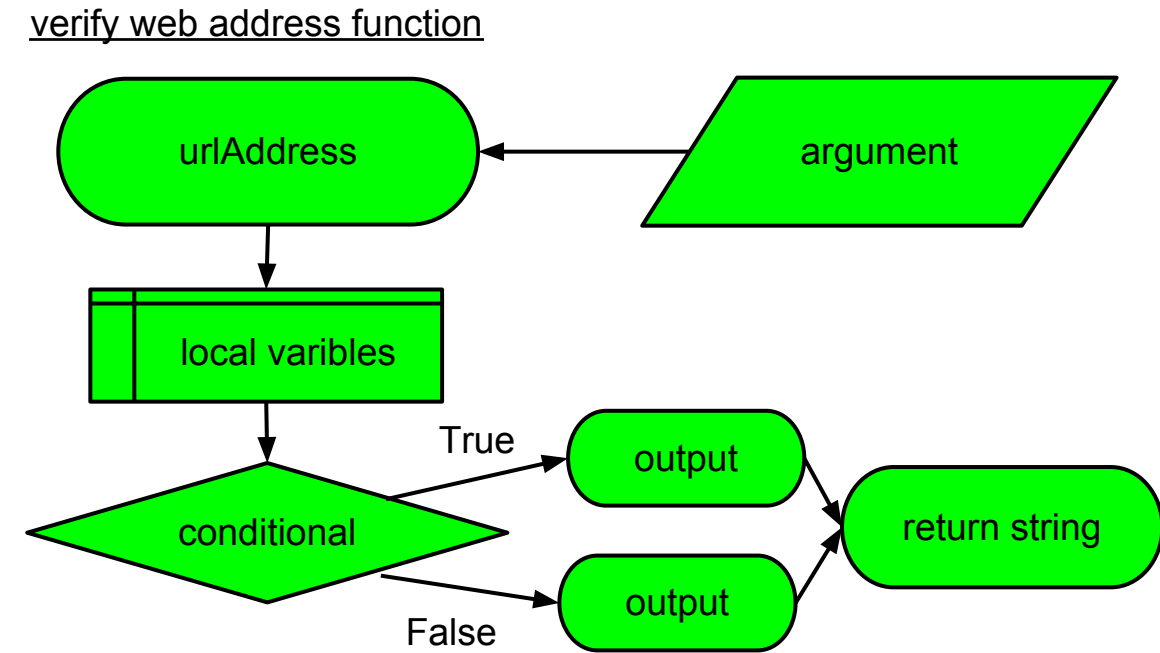 verify web address function
urlAddress
argument
local varibles
True
output
conditional
return string
output
False